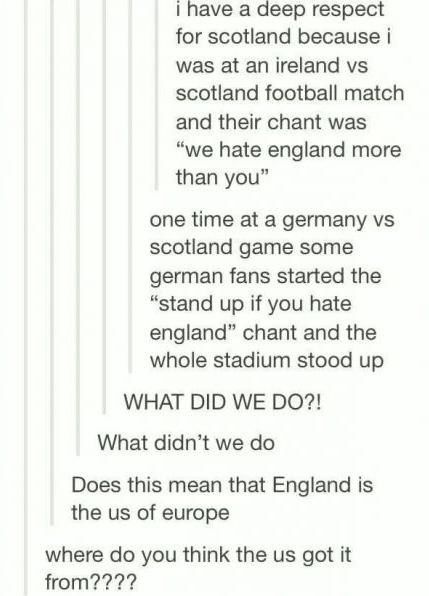 i have a deep respect
for scotland because i
was at an ireland vs
scotland football match
and their chant was
“we hate england more
than you”
one time at a germany vs
scotland game some
german fans started the
“stand up if you hate
england” chant and the
whole stadium stood up
WHAT DID WE DO?!
What didn’t we do
Does this mean that England is
the us of europe
where do you think the us got it
from????